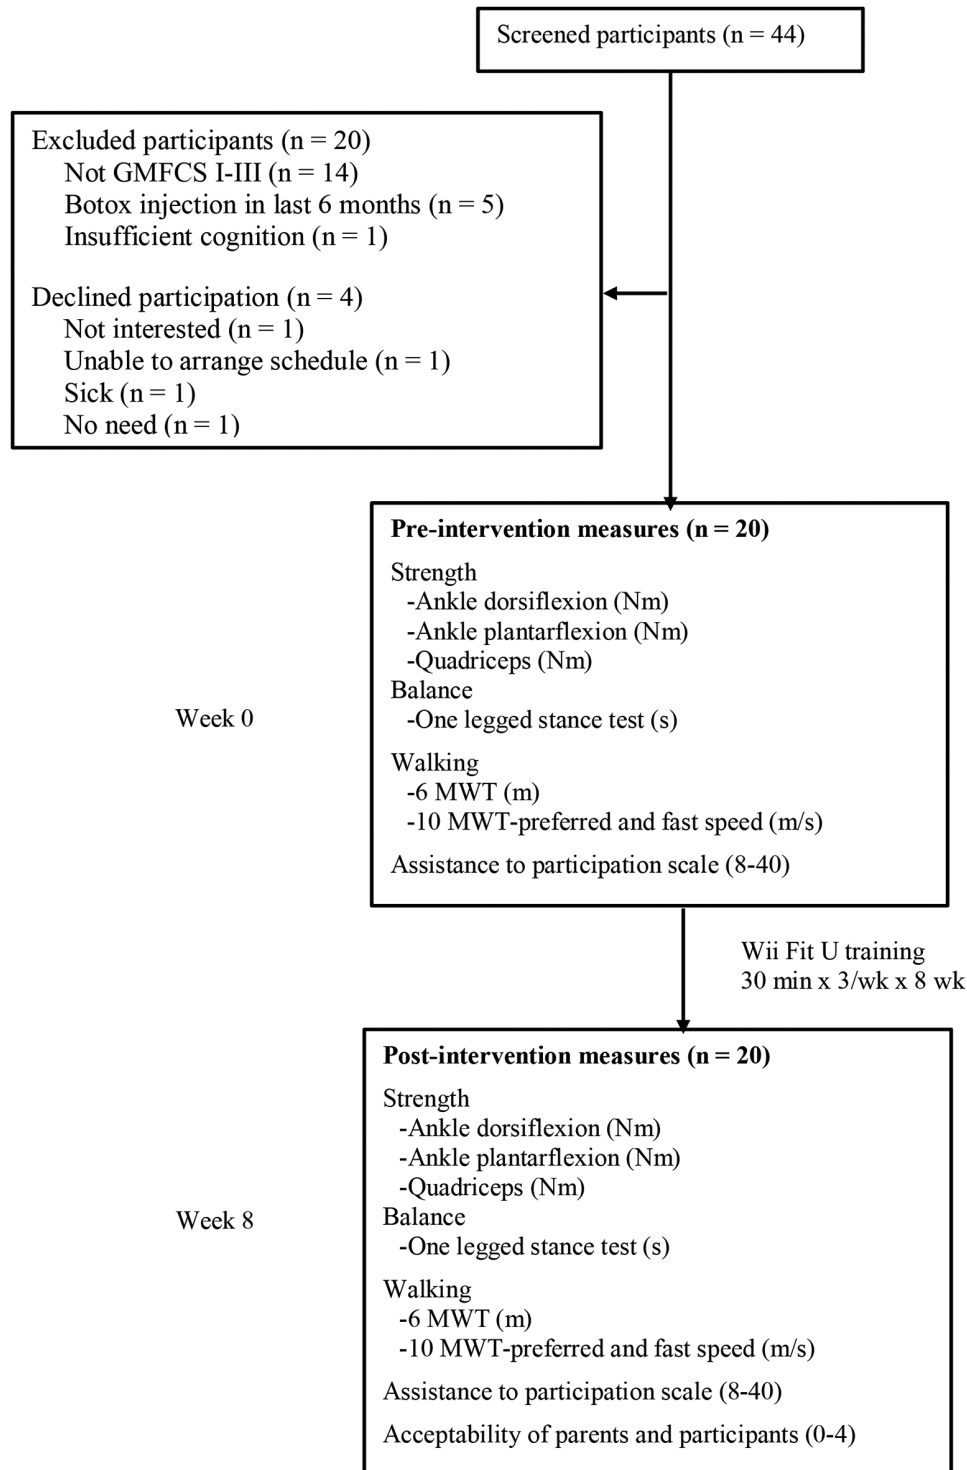 Screened participants (n = 44)
Excluded participants (n = 20)
Not GMFCS I-III (n = 14)
Botox injection in last 6 months (n = 5)
Insufficient cognition (n = 1)
Declined participation (n = 4)
Not interested (n = 1)
Unable to arrange schedule (n = 1)
Sick (n = 1)
No need (n = 1)
Pre-intervention measures (n = 20)
Strength
-Ankle dorsiflexion (Nm)
-Ankle plantarflexion (Nm)
-Quadriceps (Nm)
Balance
-One legged stance test (s)
Walking
-6 MWT (m)
-10 MWT-preferred and fast speed (m/s)
Assistance to participation scale (8-40)
Week 0
Wii Fit U training
30 min x 3/wk x 8 wk
Post-intervention measures (n = 20)
Strength
-Ankle dorsiflexion (Nm)
-Ankle plantarflexion (Nm)
-Quadriceps (Nm)
Balance
-One legged stance test (s)
Walking
-6 MWT (m)
-10 MWT-preferred and fast speed (m/s)
Assistance to participation scale (8-40)
Acceptability of parents and participants (0-4)
Week 8